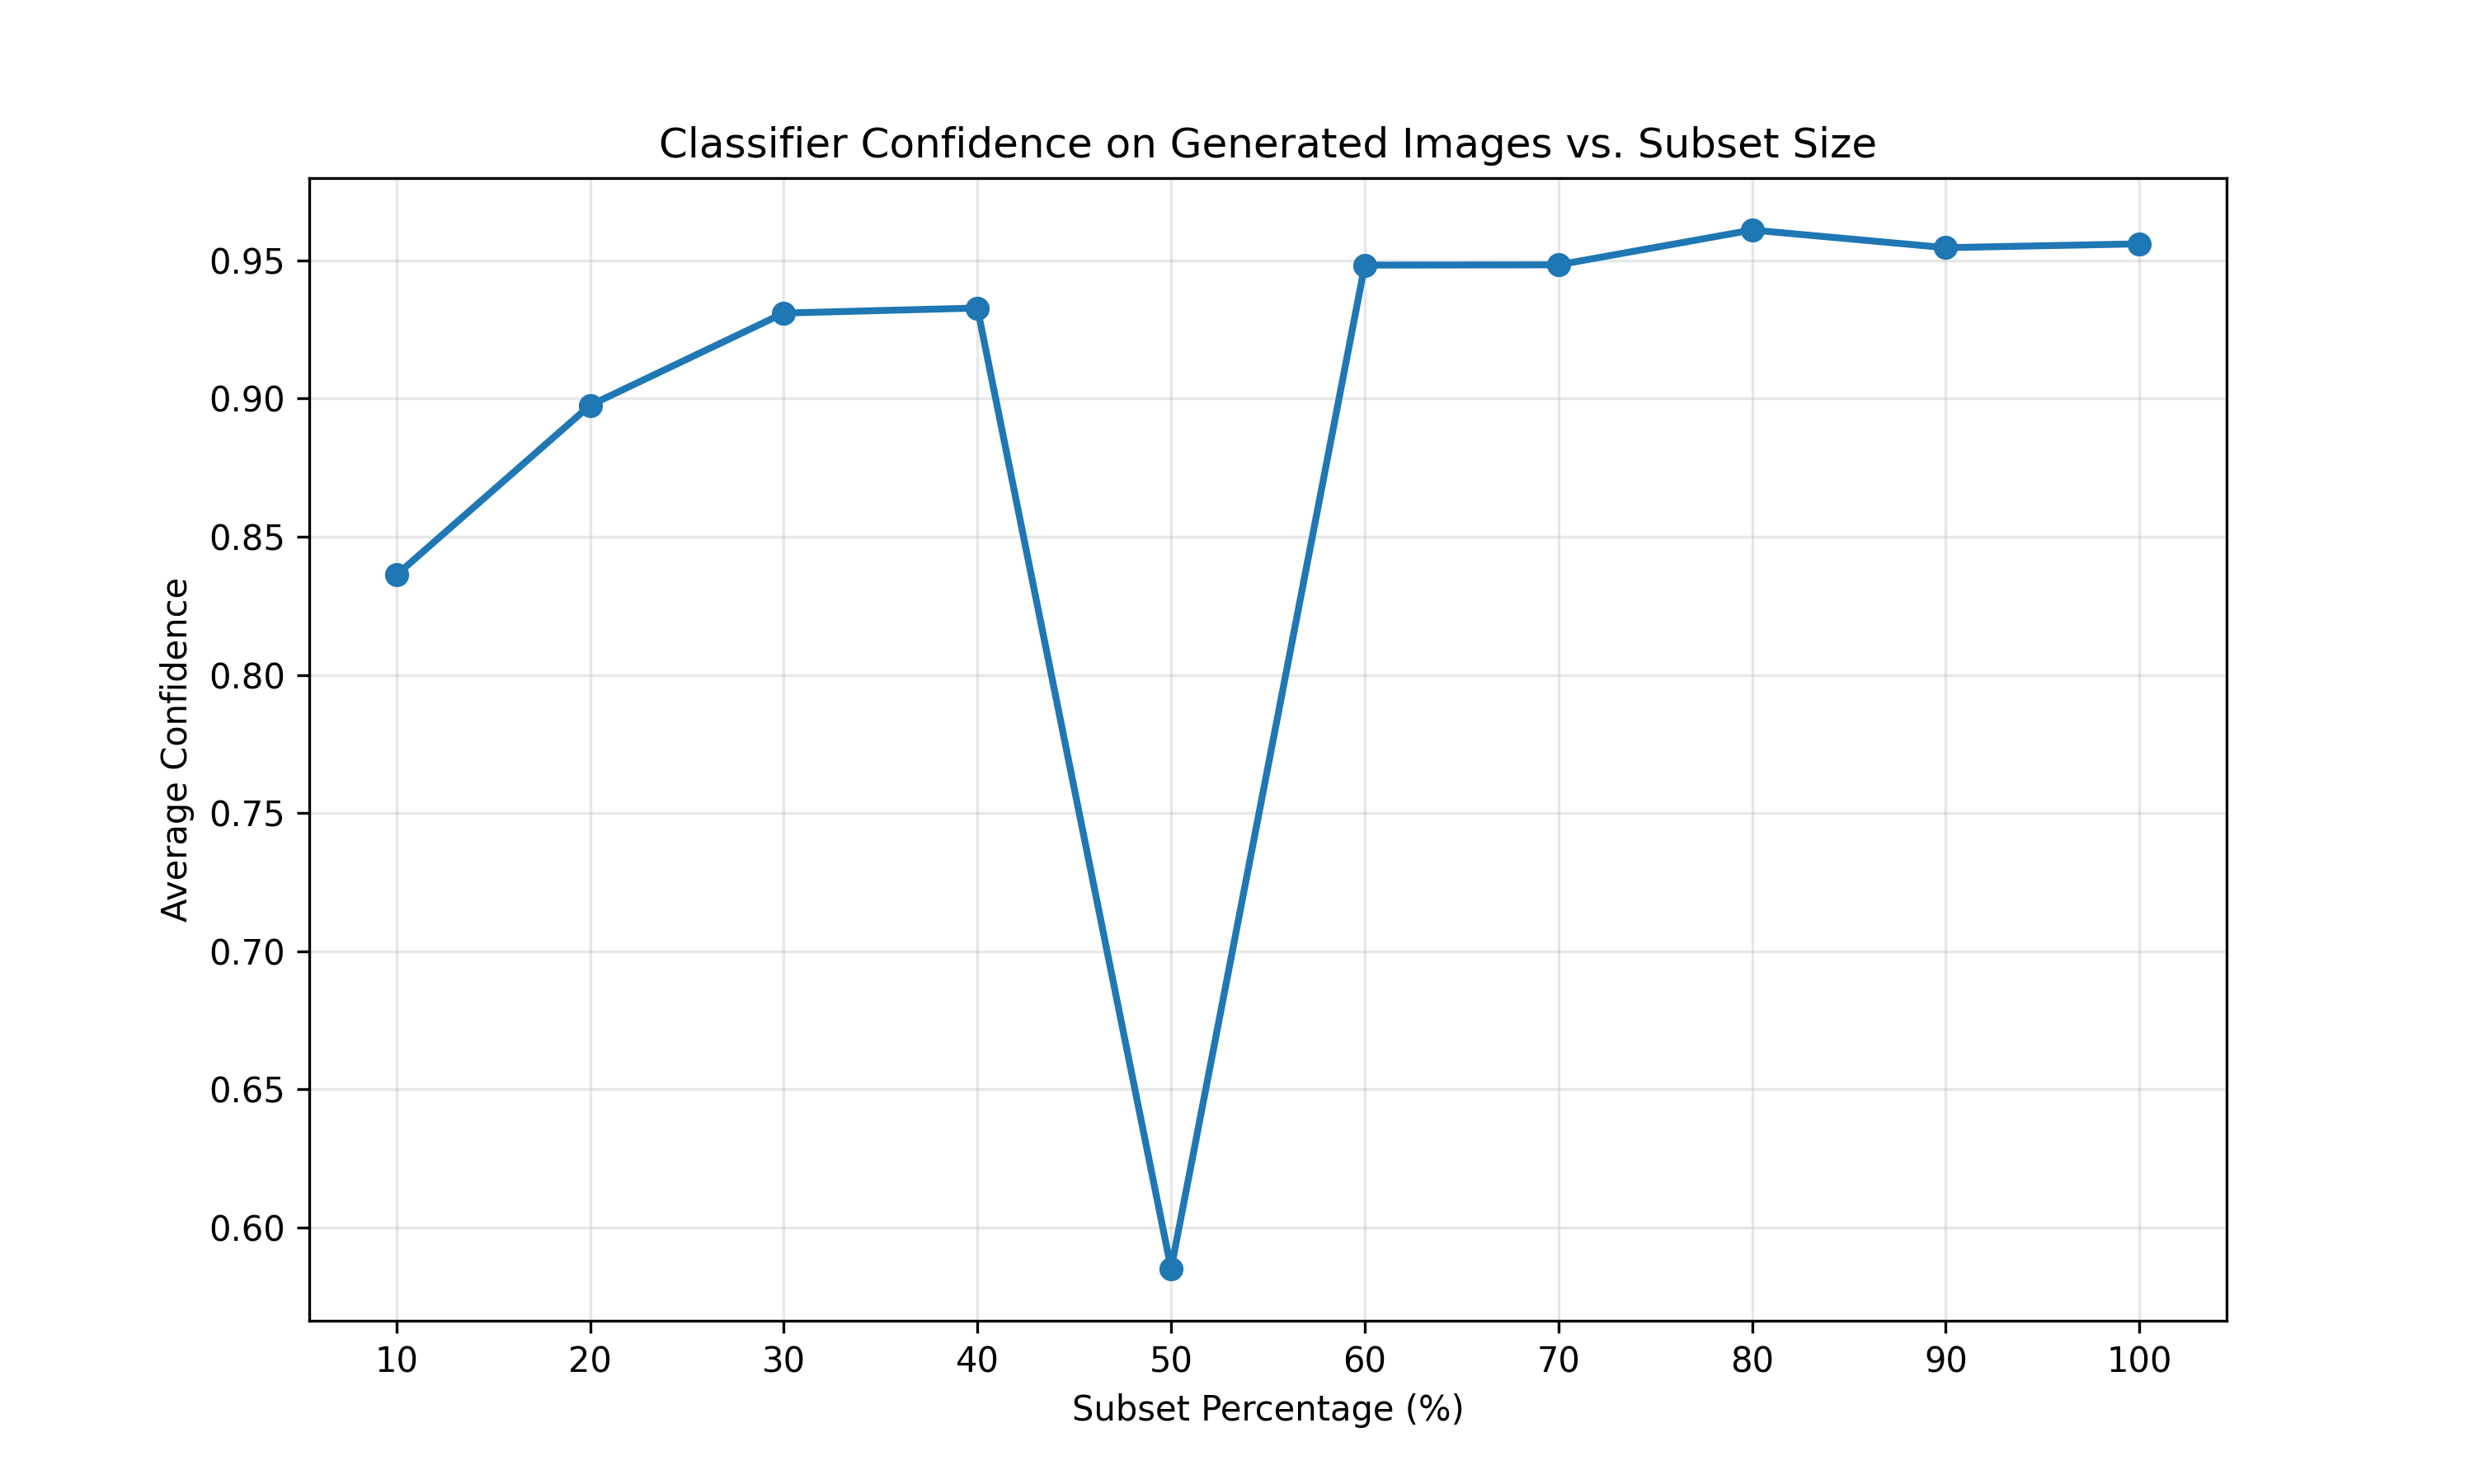 Classifier Confidence on Generated Images vs. Subset Size
Average Confidence
0.95
0.90
0.85
0.80
0.75
0.70
0.65
0.60
10 20 30 40 50 60 70 80 90 100
Subset Percentage (%)